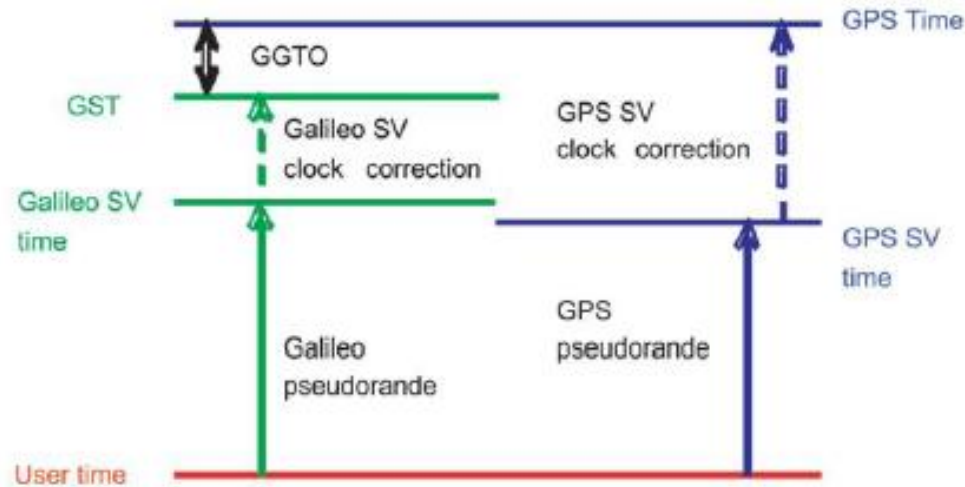 GPS Time
GGTO
GST
Galileo SV
clock correction
GPS SV
clock correction
Galileo SV
time
GPS SV
time
Galileo
pseudorande
GPS
pseudorande
User time